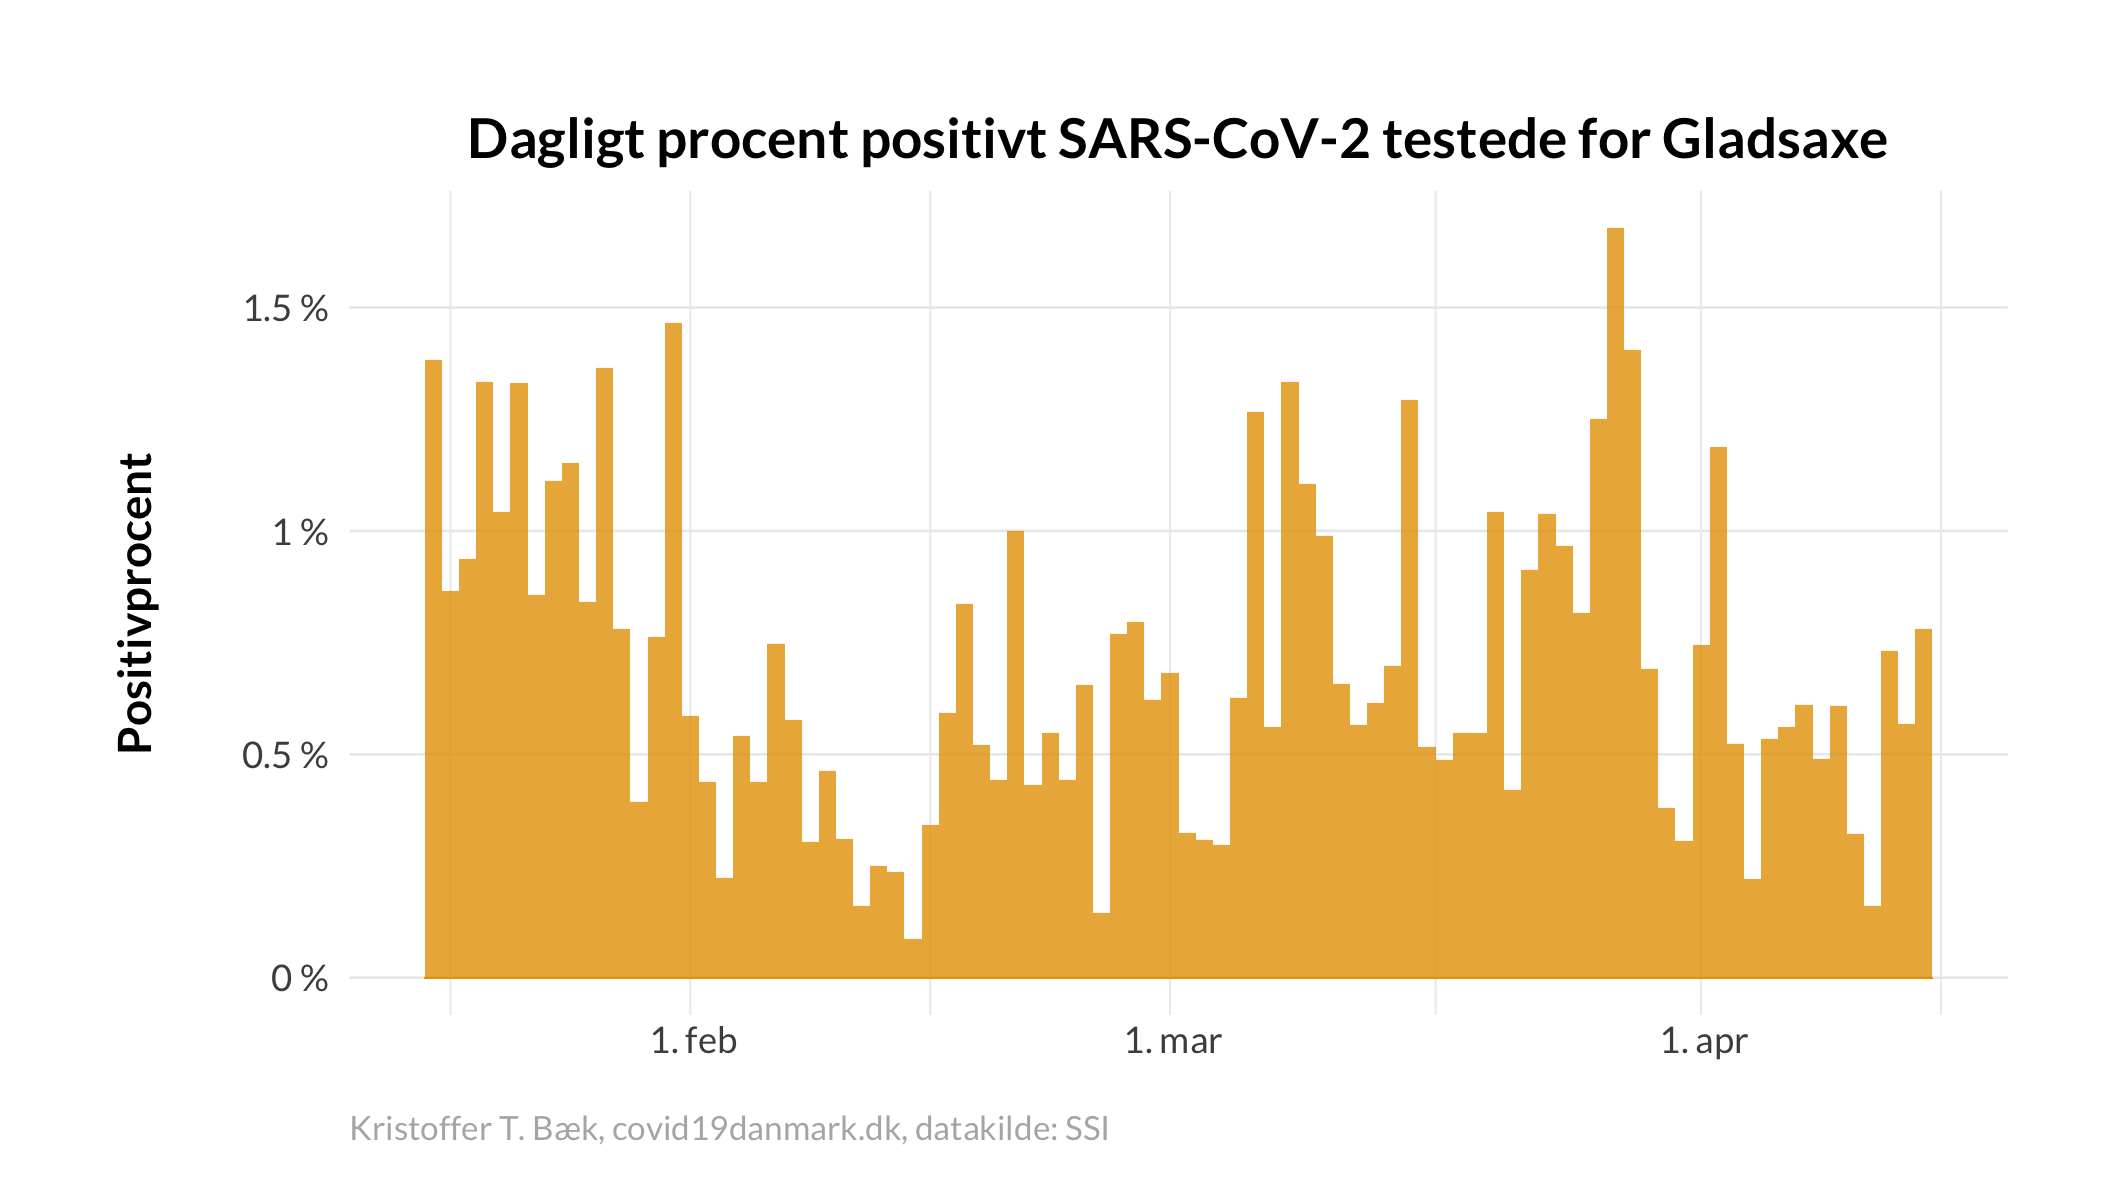 Dagligt procent positivt SARS-CoV-2 testede for Gladsaxe
Positivprocent
1.5 %
1 %
0.5 %
0 %
1. feb
1. mar
1. apr
Kristoffer T. Bæk, covid19danmark.dk, datakilde: SSI